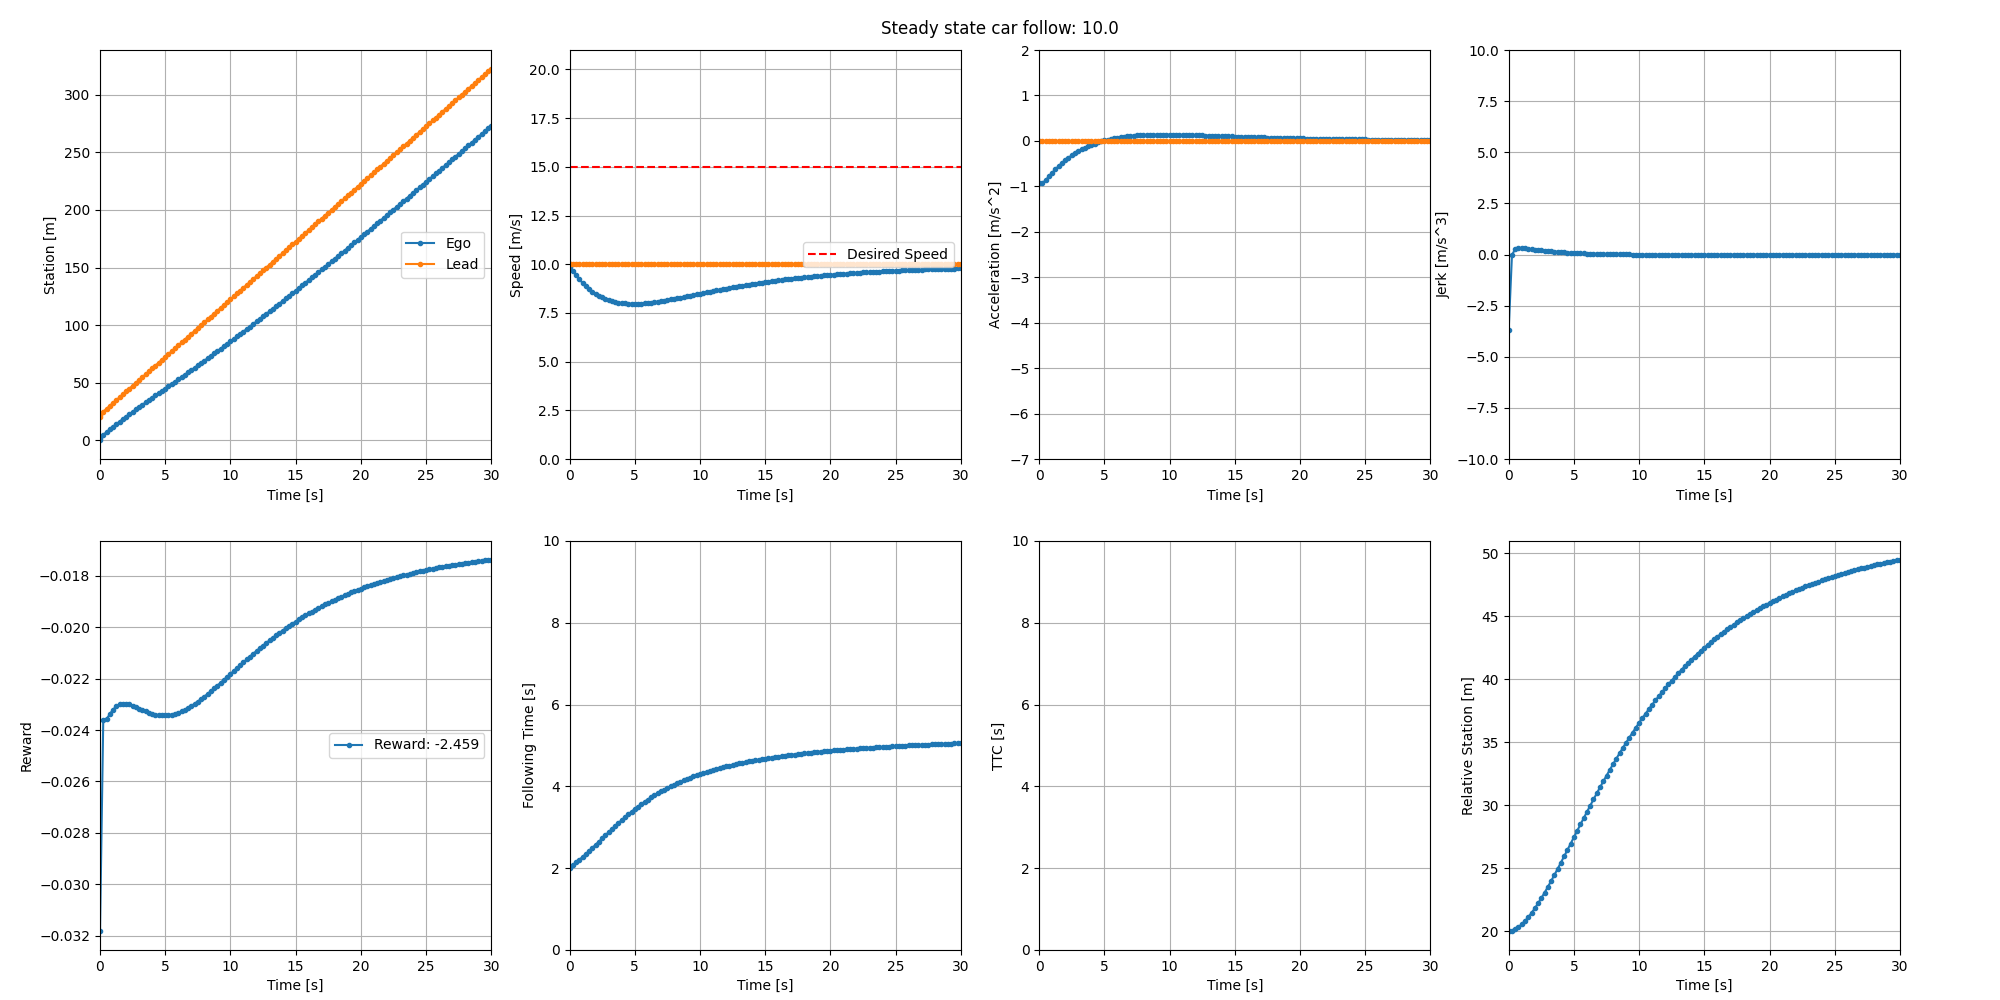 Steady state car follow: 10.0
Station [m]
300
250
200
150
100
50
0
Ego
Lead
0 5 10 15 20 25 30
Time [s]
Speed [m/s]
20.0
17.5
15.0
12.5
10.0
7.5
5.0
2.5
0.0
Desired Speed
0 5 10 15 20 25 30
Time [s]
Acceleration [m/s^2]
2
1
0
−1
−2
−3
−4
−5
−6
−7
0 5 10 15 20 25 30
Time [s]
Jerk [m/s^3]
10.0
7.5
5.0
2.5
0.0
−2.5
−5.0
−7.5
−10.0
0 5 10 15 20 25 30
Time [s]
Reward
−0.018
−0.020
−0.022
−0.024
−0.026
−0.028
−0.030
−0.032
Reward: -2.459
0 5 10 15 20 25 30
Time [s]
Following Time [s]
10
8
6
4
2
0
0 5 10 15 20 25 30
Time [s]
TTC [s]
10
8
6
4
2
0
0 5 10 15 20 25 30
Time [s]
Relative Station [m]
50
45
40
35
30
25
20
0 5 10 15 20 25 30
Time [s]